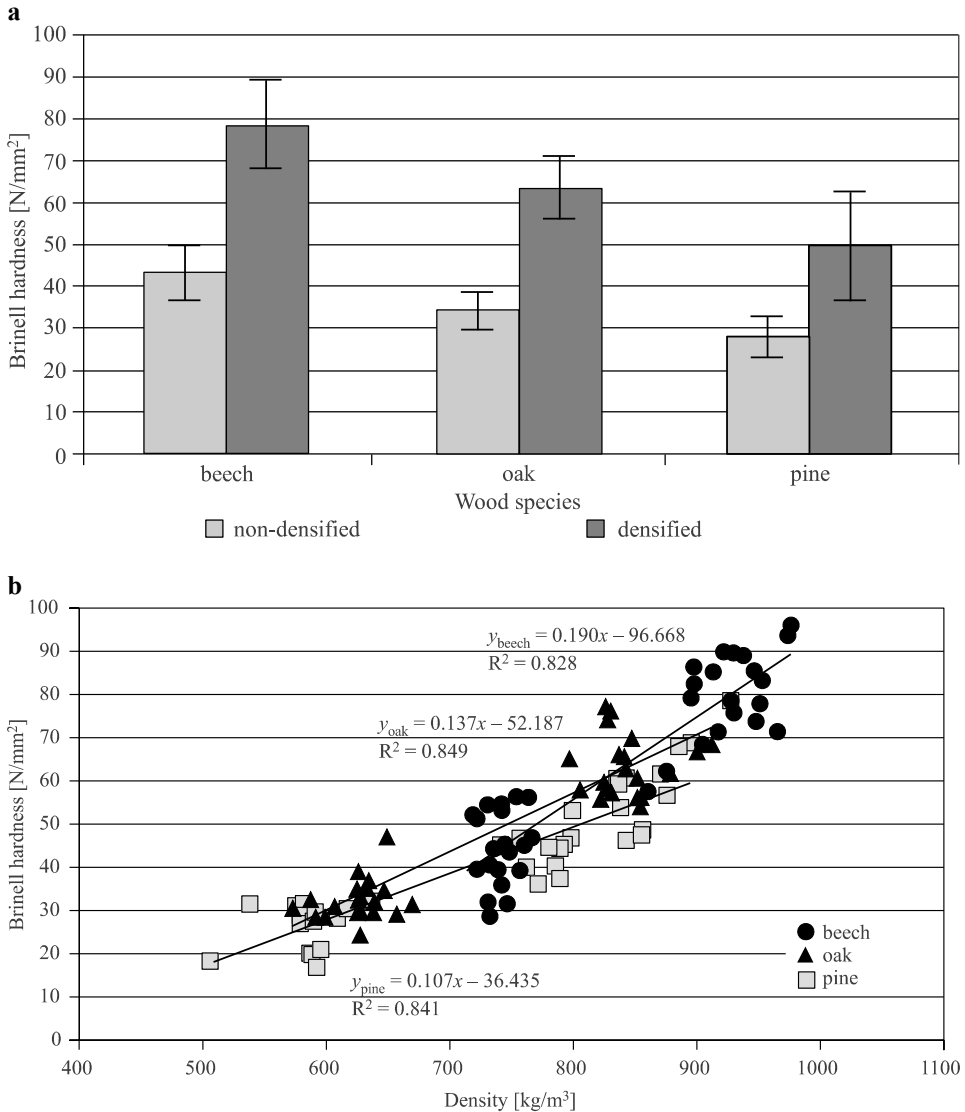 a
100
90
80
70
60
50
40
30
20
10
0
Brinell hardness [N/mm²]
beech oak pine
Wood species
non-densified densified
b
100
90
80
70
60
50
40
30
20
10
0
Brinell hardness [N/mm²]
y_beech = 0.190x – 96.668
R² = 0.828
y_oak = 0.137x – 52.187
R² = 0.849
beech
oak
pine
y_pine = 0.107x – 36.435
R² = 0.841
400 500 600 700 800 900 1000 1100
Density [kg/m³]